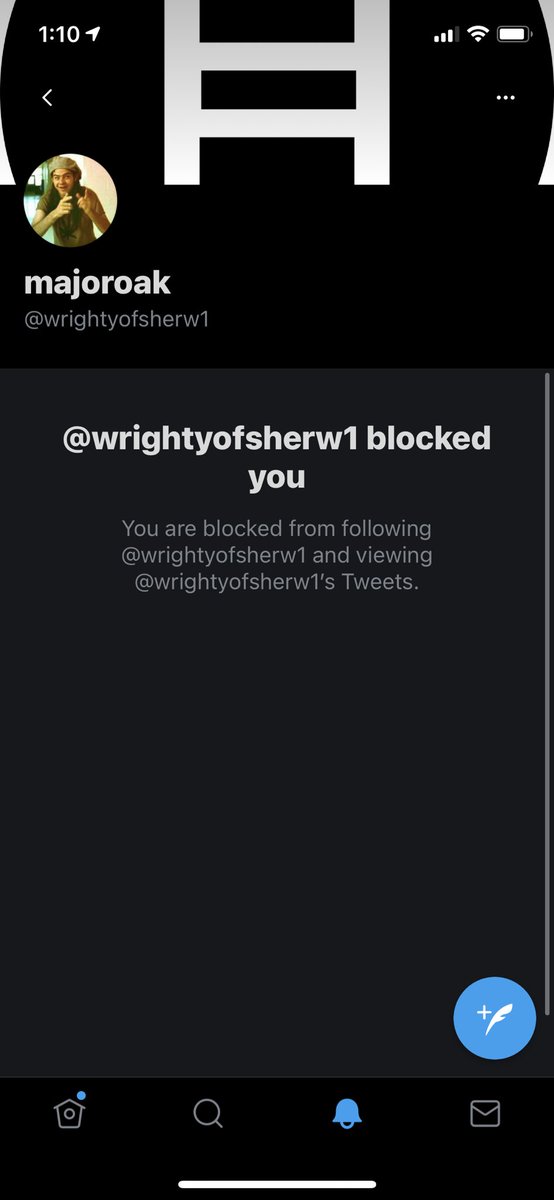 1:10
majoroak
@wrightyofsherw1
@wrightyofsherw1 blocked
you
You are blocked from following
@wrightyofsherw1 and viewing
@wrightyofsherw1's Tweets.